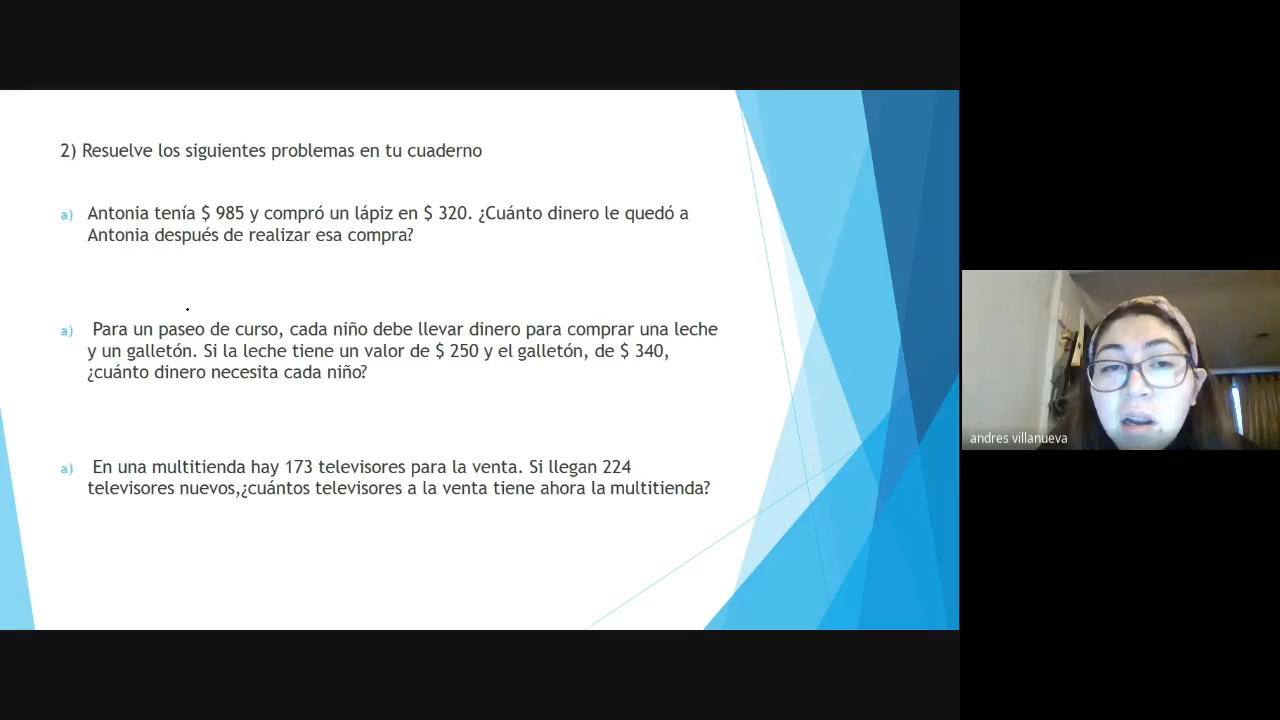 2) Resuelve los siguientes problemas en tu cuaderno
a) Antonia tenía $ 985 y compró un lápiz en $ 320. ¿Cuánto dinero le quedó a
Antonia después de realizar esa compra?
a) Para un paseo de curso, cada niño debe llevar dinero para comprar una leche
y un galletón. Si la leche tiene un valor de $ 250 y el galletón, de $ 340,
¿cuánto dinero necesita cada niño?
a) En una multitienda hay 173 televisores para la venta. Si llegan 224
televisores nuevos,¿cuántos televisores a la venta tiene ahora la multitienda?
andres villanueva